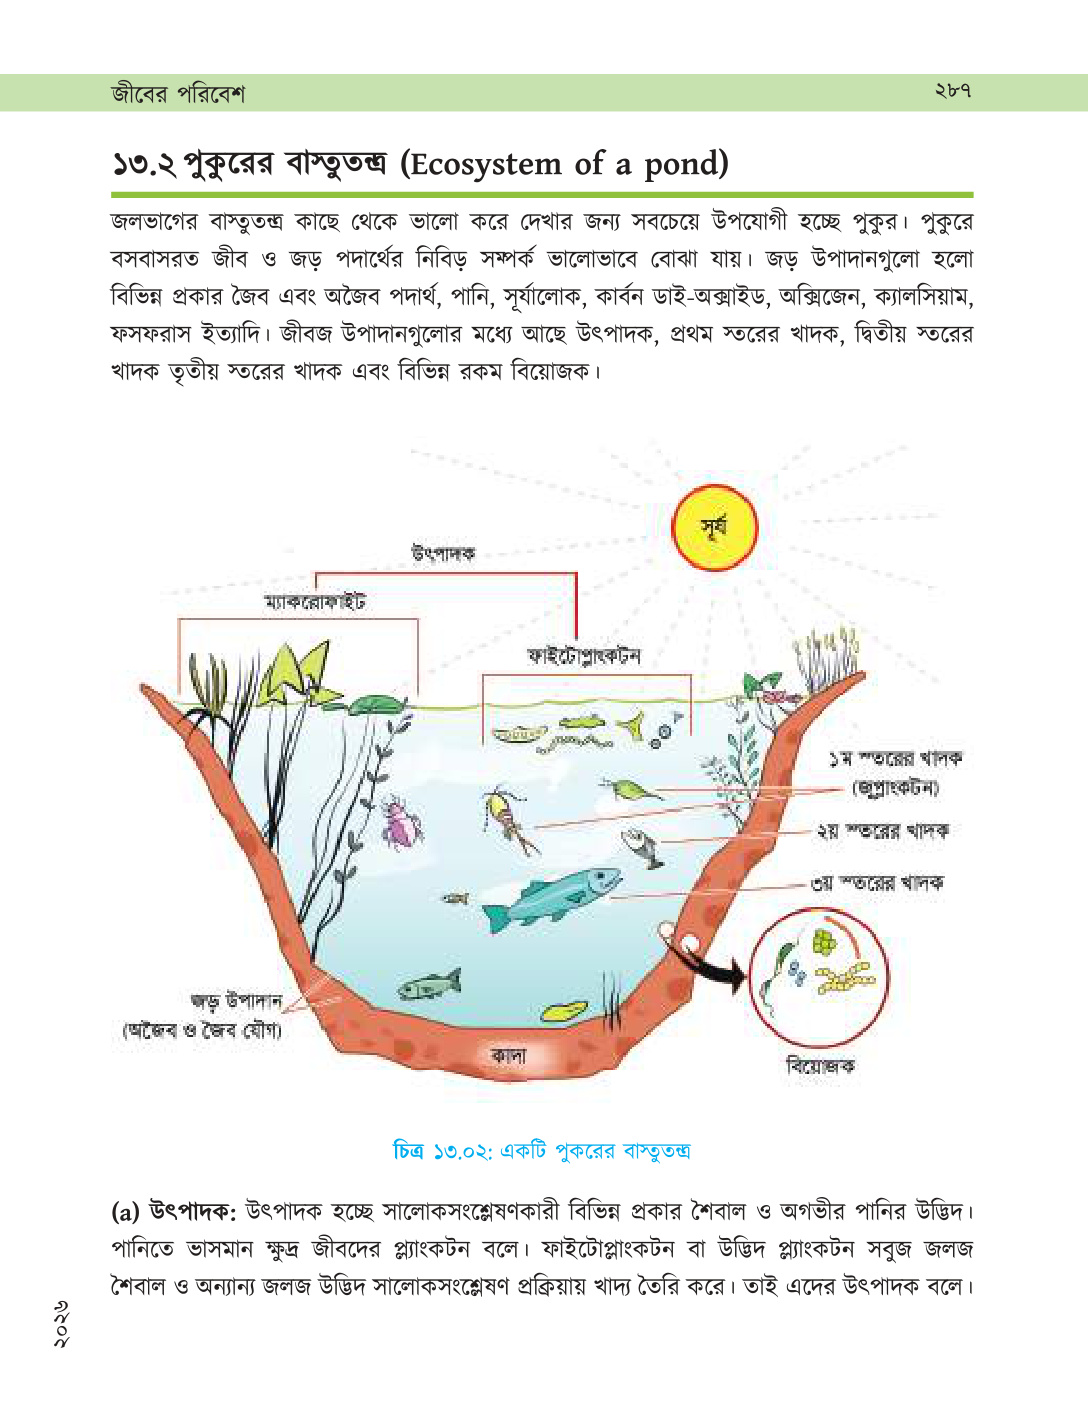 জীবের পরিবেশ ২৮৭
১৩.২ পুকুরের বাস্তুতন্ত্র (Ecosystem of a pond)
জলভাগের বাস্তুতন্ত্র কাছে থেকে ভালো করে দেখার জন্য সবচেয়ে উপযোগী হচ্ছে পুকুর। পুকুরে
বসবাসরত জীব ও জড় পদার্থের নিবিড় সম্পর্ক ভালোভাবে বোঝা যায়। জড় উপাদানগুলো হলো
বিভিন্ন প্রকার জৈব এবং অজৈব পদার্থ, পানি, সূর্যালোক, কার্বন ডাই-অক্সাইড, অক্সিজেন, ক্যালসিয়াম,
ফসফরাস ইত্যাদি। জীবজ উপাদানগুলোর মধ্যে আছে উৎপাদক, প্রথম স্তরের খাদক, দ্বিতীয় স্তরের
খাদক তৃতীয় স্তরের খাদক এবং বিভিন্ন রকম বিয়োজক।
সূর্য
উৎপাদক
ম্যাকরোফাইট
ফাইটোপ্লাংকটন
১ম স্তরের খাদক
(জুপ্লাংকটন)
২য় স্তরের খাদক
৩য় স্তরের খাদক
জড় উপাদান
(অজৈব ও জৈব যৌগ)
কাদা
বিয়োজক
চিত্র ১৩.০২: একটি পুকরের বাস্তুতন্ত্র
(a) উৎপাদক: উৎপাদক হচ্ছে সালোকসংশ্লেষণকারী বিভিন্ন প্রকার শৈবাল ও অগভীর পানির উদ্ভিদ।
পানিতে ভাসমান ক্ষুদ্র জীবদের প্ল্যাংকটন বলে। ফাইটোপ্লাংকটন বা উদ্ভিদ প্ল্যাংকটন সবুজ জলজ
শৈবাল ও অন্যান্য জলজ উদ্ভিদ সালোকসংশ্লেষণ প্রক্রিয়ায় খাদ্য তৈরি করে। তাই এদের উৎপাদক বলে।
২০২৬